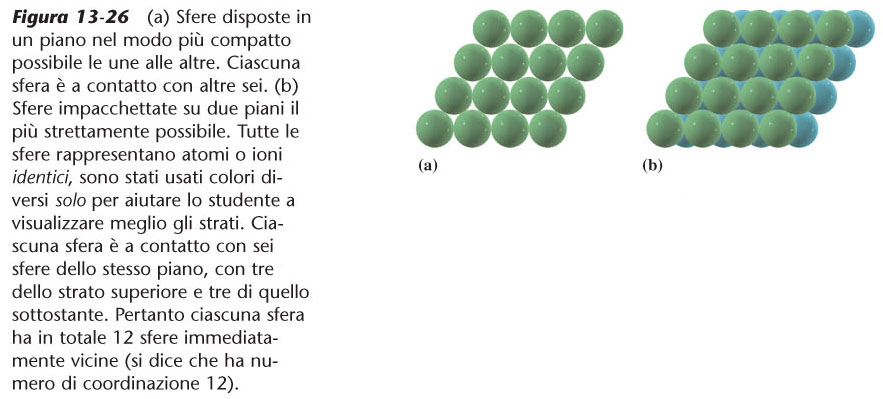 Figura 13-26 (a) Sfere disposte in
un piano nel modo più compatto
possibile le une alle altre. Ciascuna
sfera è a contatto con altre sei. (b)
Sfere impacchettate su due piani il
più strettamente possibile. Tutte le
sfere rappresentano atomi o ioni
identici, sono stati usati colori di-
versi solo per aiutare lo studente a
visualizzare meglio gli strati. Cia-
scuna sfera è a contatto con sei
sfere dello stesso piano, con tre
dello strato superiore e tre di quello
sottostante. Pertanto ciascuna sfera
ha in totale 12 sfere immediata-
mente vicine (si dice che ha nu-
mero di coordinazione 12).
(a)
(b)